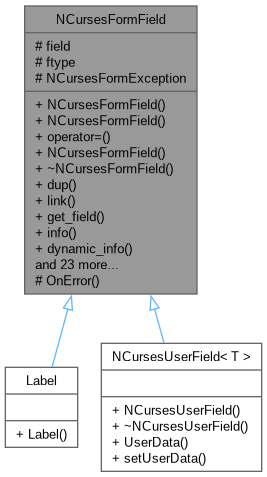 NCursesFormField
# field
# ftype
# NCursesFormException
+ NCursesFormField()
+ NCursesFormField()
+ operator=()
+ NCursesFormField()
+ ~NCursesFormField()
+ dup()
+ link()
+ get_field()
+ info()
+ dynamic_info()
and 23 more...
# OnError()
Label
+ Label()
NCursesUserField< T >
+ NCursesUserField()
+ ~NCursesUserField()
+ UserData()
+ setUserData()